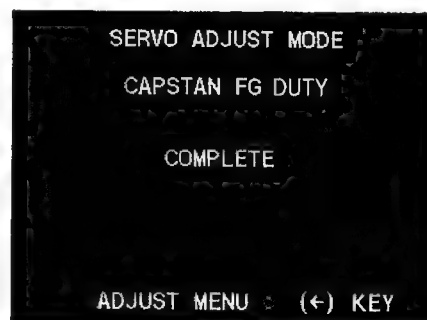 SERVO ADJUST MODE
CAPSTAN FG DUTY
COMPLETE
ADJUST MENU : (←) KEY